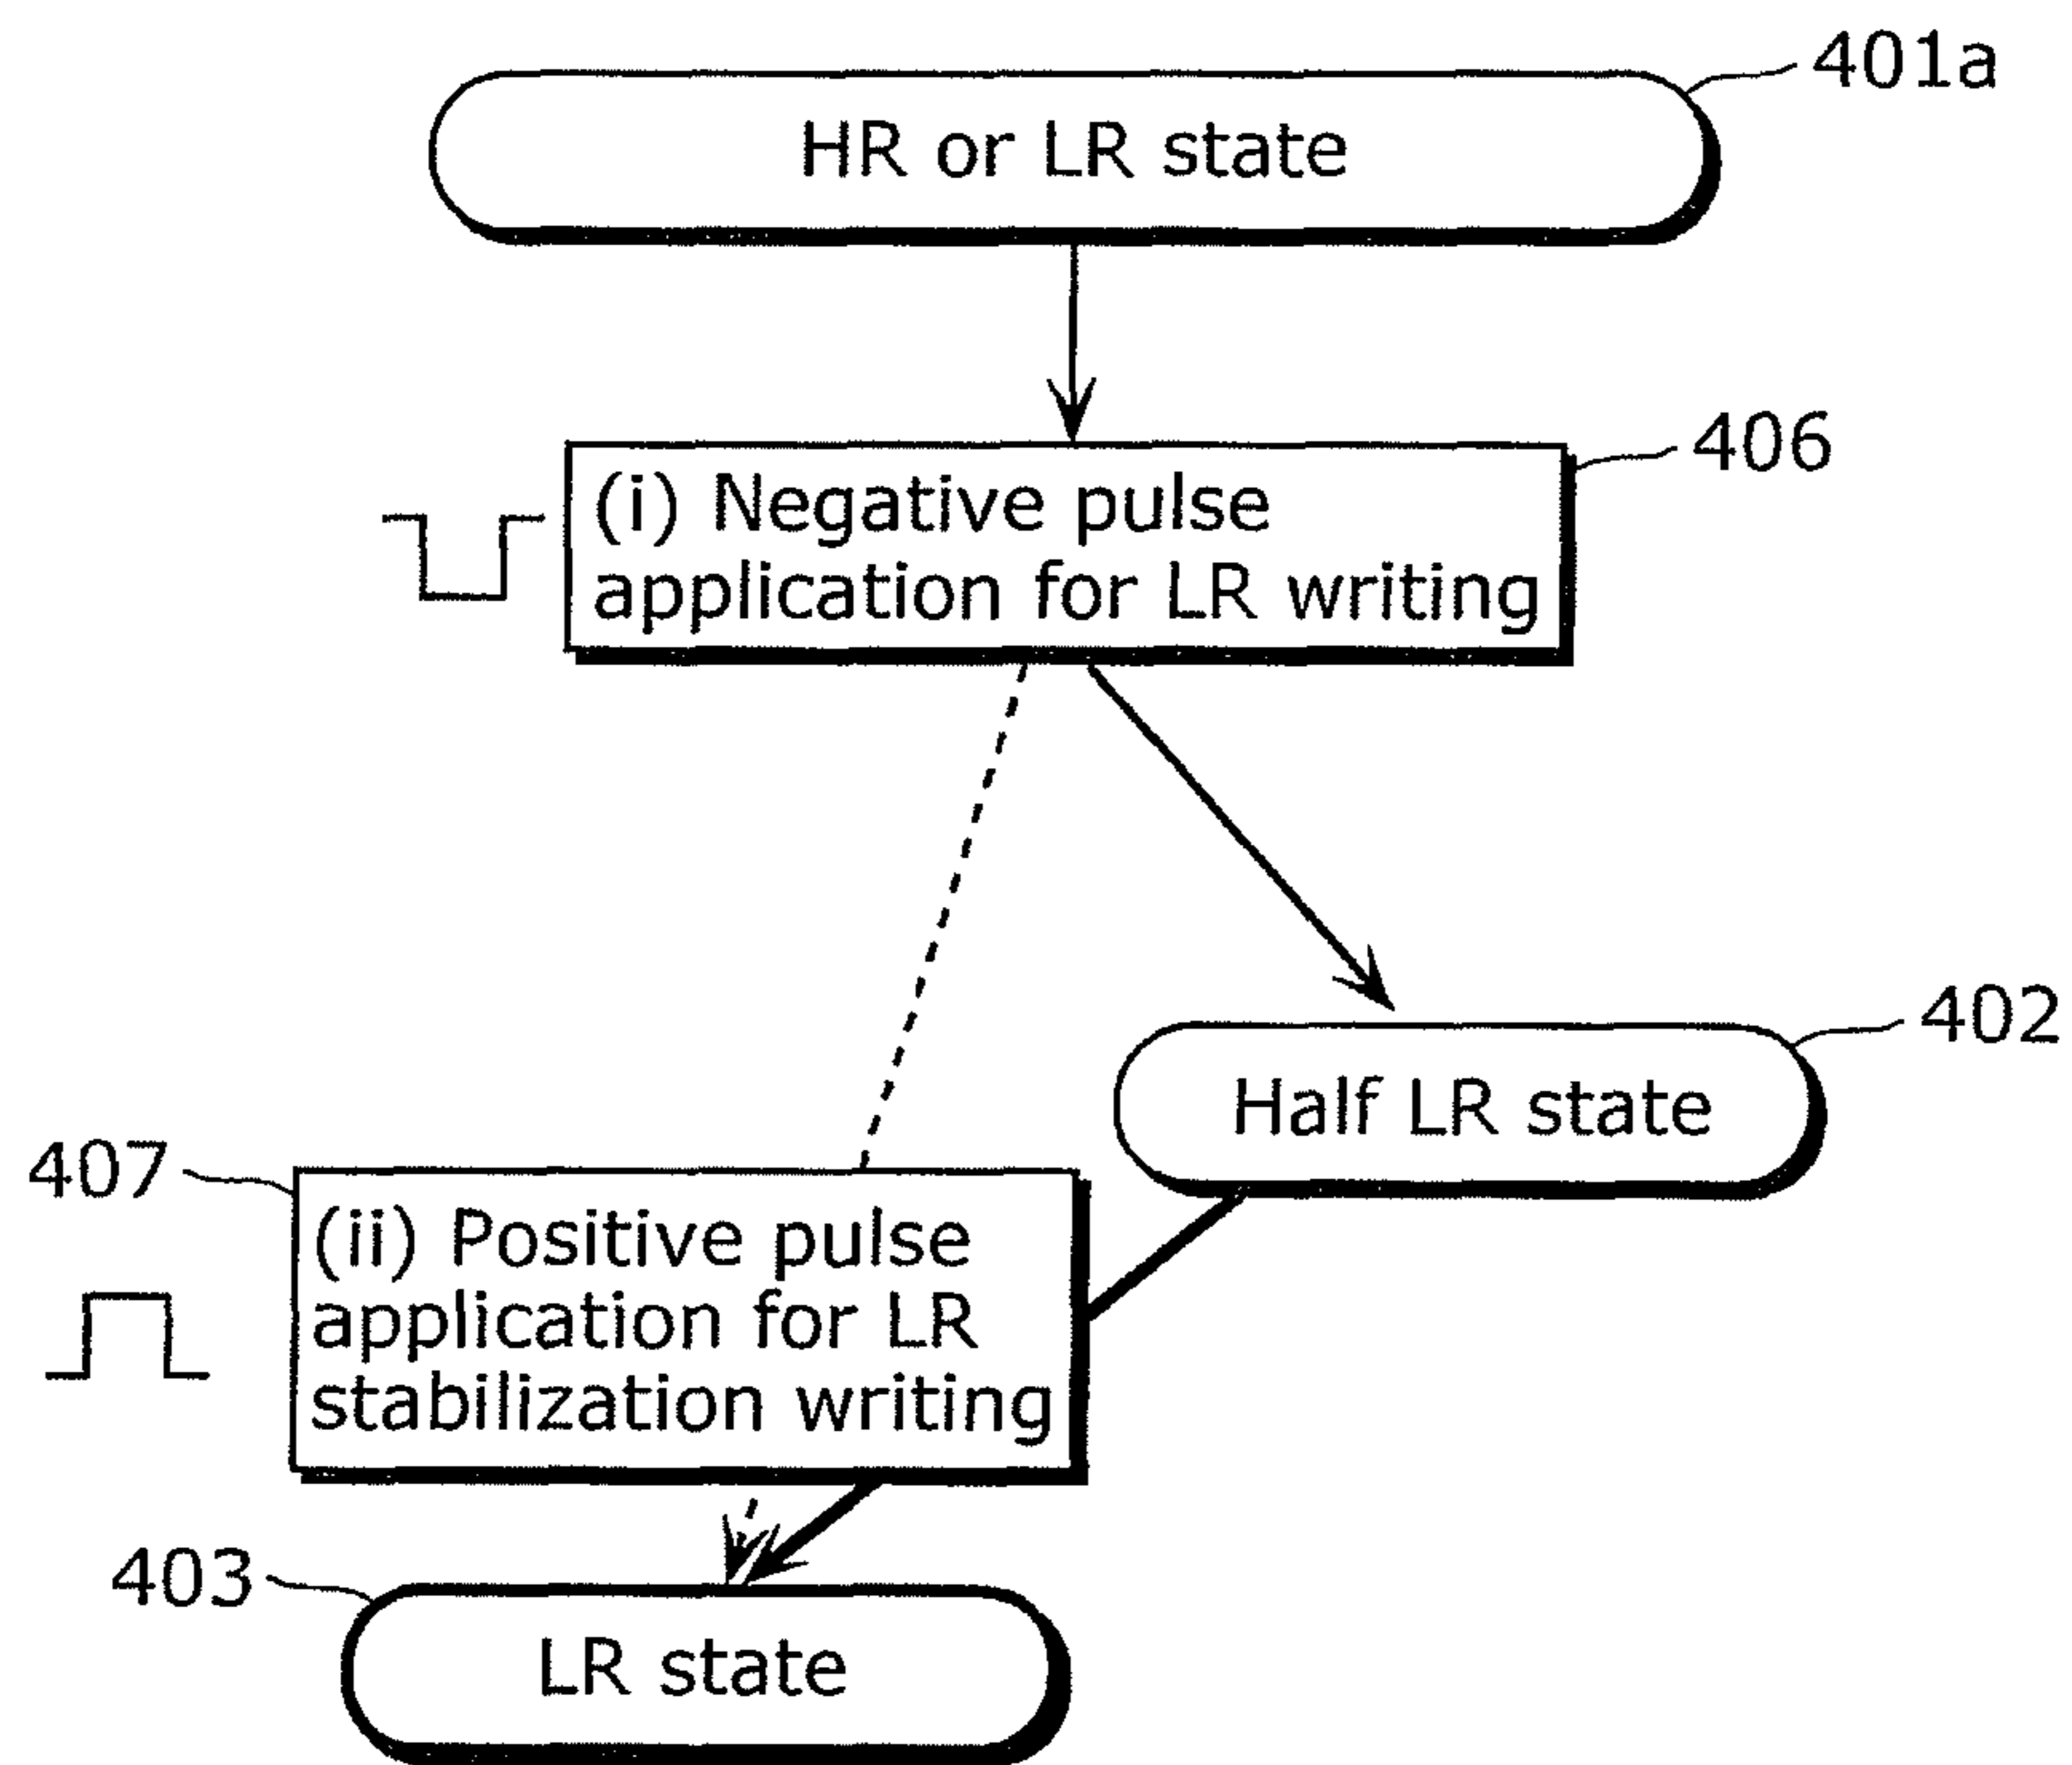 401a
HR or LR state
406
(i) Negative pulse
application for LR writing
402
Half LR state
407
(ii) Positive pulse
application for LR
stabilization writing
403
LR state